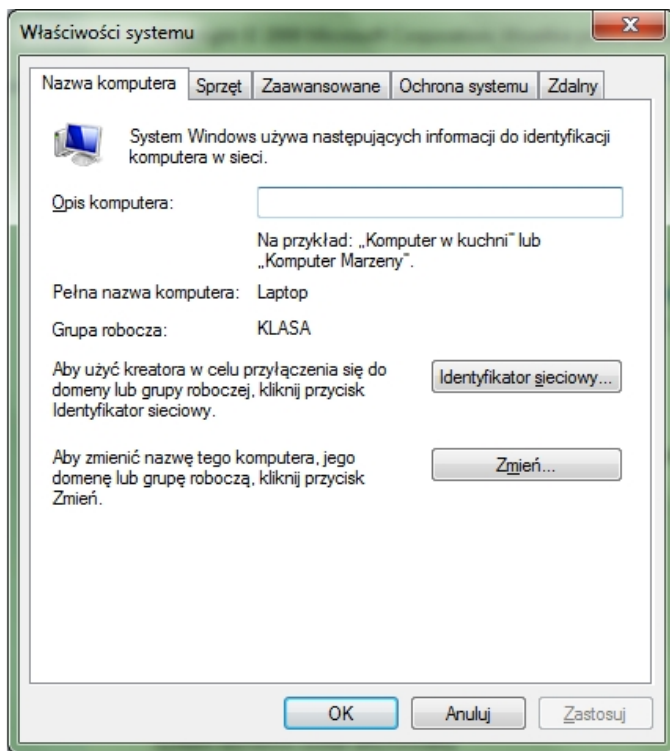 Właściwości systemu
Nazwa komputera
Sprzęt
Zaawansowane
Ochrona systemu
Zdalny
System Windows używa następujących informacji do identyfikacji
komputera w sieci.
Opis komputera:
Na przykład: „Komputer w kuchni” lub
„Komputer Marzeny”.
Pełna nazwa komputera:
Laptop
Grupa robocza:
KLASA
Aby użyć kreatora w celu przyłączenia się do
domeny lub grupy roboczej, kliknij przycisk
Identyfikator sieciowy.
Identyfikator sieciowy...
Aby zmienić nazwę tego komputera, jego
domenę lub grupę roboczą, kliknij przycisk
Zmień.
Zmień...
OK
Anuluj
Zastosuj